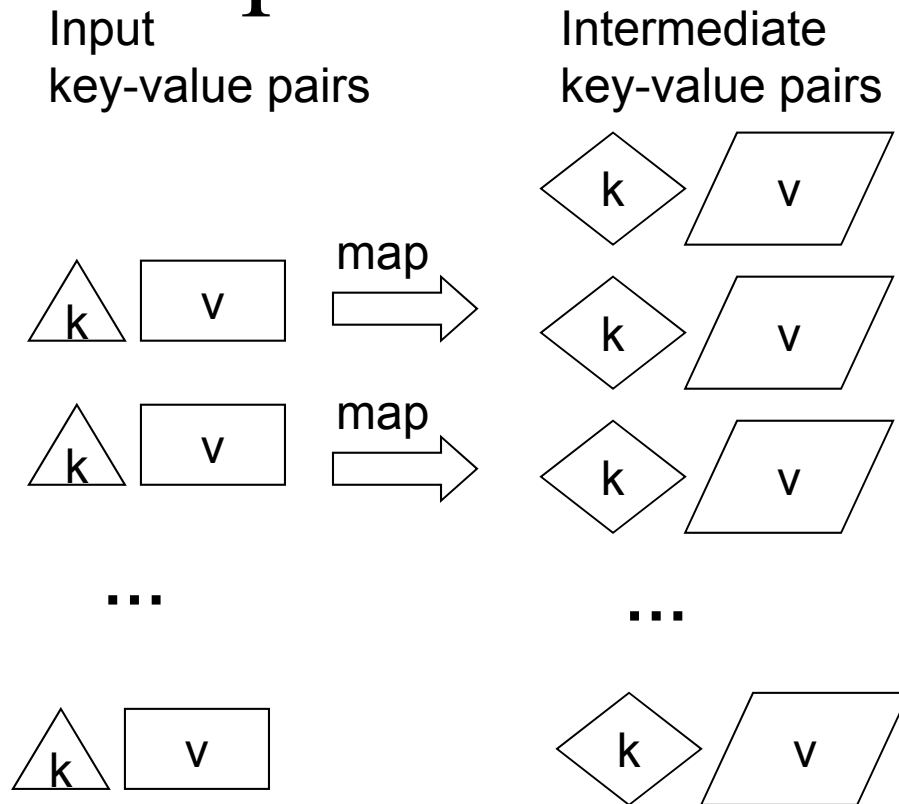 Input
key-value pairs
Intermediate
key-value pairs
k v
map
k v
k v
k v
map
k v
k v
...
...
k v
k v